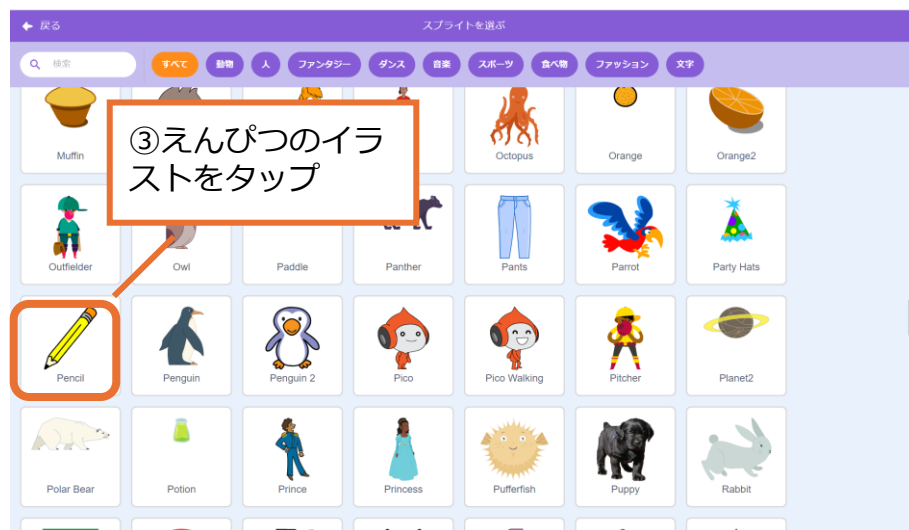 戻る
スプライトを選ぶ
検索
すべて
動物
人
ファンタジー
ダンス
音楽
スポーツ
食べ物
ファッション
文字
③えんぴつのイラ
ストをタップ
Muffin
Octopus
Orange
Orange2
Outfielder
Owl
Paddle
Panther
Pants
Parrot
Party Hats
Pencil
Penguin
Penguin 2
Pico
Pico Walking
Pitcher
Planet2
Polar Bear
Potion
Prince
Princess
Pufferfish
Puppy
Rabbit